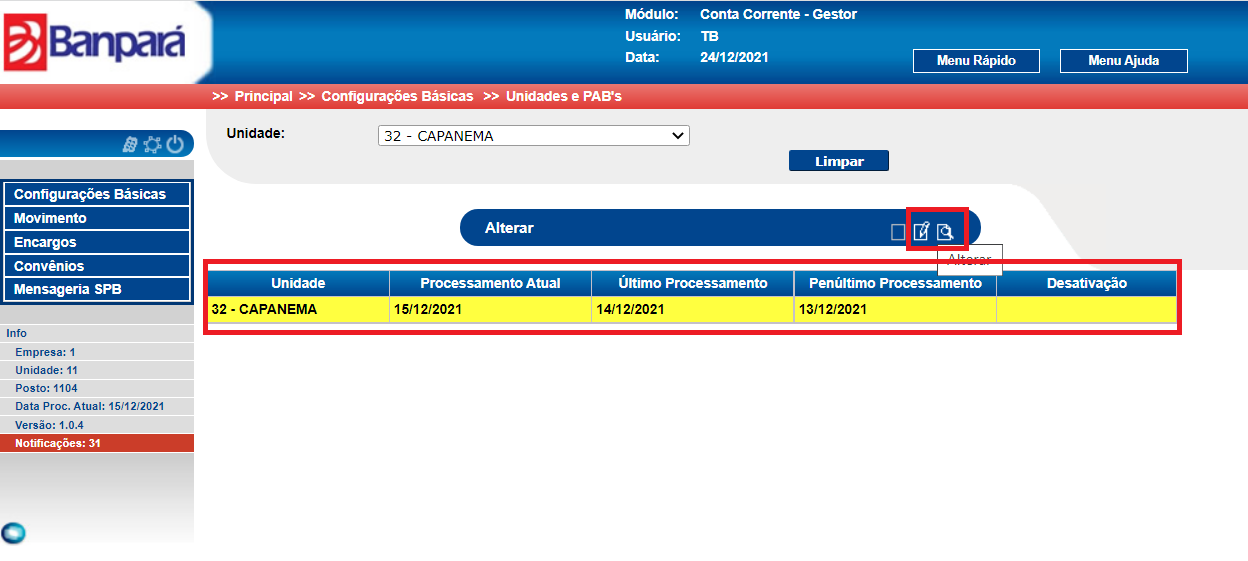 Banpará
Módulo: Conta Corrente - Gestor
Usuário: TB
Data: 24/12/2021
Menu Rápido
Menu Ajuda
>> Principal >> Configurações Básicas >> Unidades e PAB's
Unidade: 32 - CAPANEMA
Limpar
Configurações Básicas
Movimento
Encargos
Convênios
Mensageria SPB
Info
Empresa: 1
Unidade: 11
Posto: 1104
Data Proc. Atual: 15/12/2021
Versão: 1.0.4
Notificações: 31
Alterar
Alterar
Unidade Processamento Atual Último Processamento Penúltimo Processamento Desativação
32 - CAPANEMA 15/12/2021 14/12/2021 13/12/2021